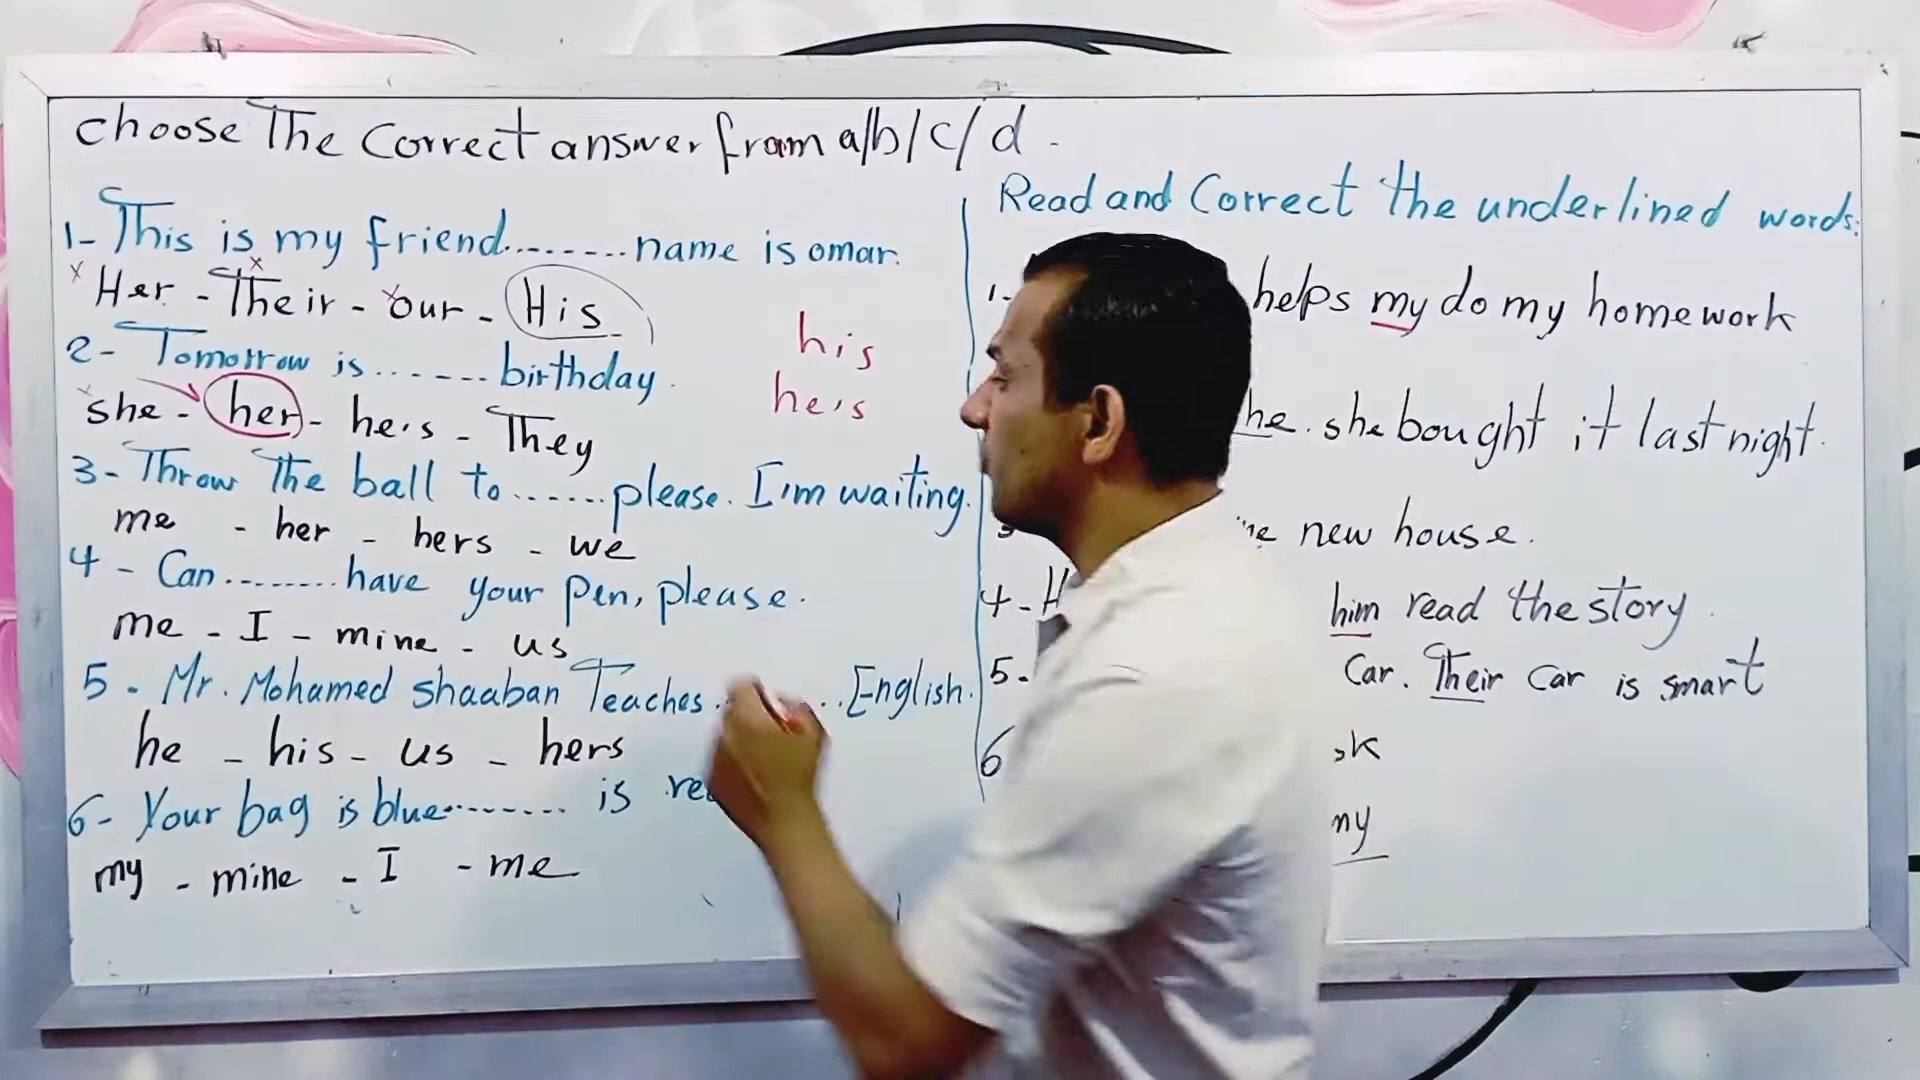 choose The Correct answer from a/b/c/d.
1- This is my friend........name is omar.
Her - Their - our - His
2- Tomorrow is.......birthday.
she - her - he's - They
his
he's
3- Throw The ball to......please. I'm waiting.
me - her - hers - we
4- Can........have your pen, please.
me - I - mine - us
5. Mr. Mohamed shaaban Teaches ... English.
he - his - us - hers
6- Your bag is blue........ is
my - mine - I - me
Read and Correct the underlined words:
1- helps my do my homework
he. she bought it last night.
3 new house.
4- H him read the story.
5. Car. Their car is smart
6
my